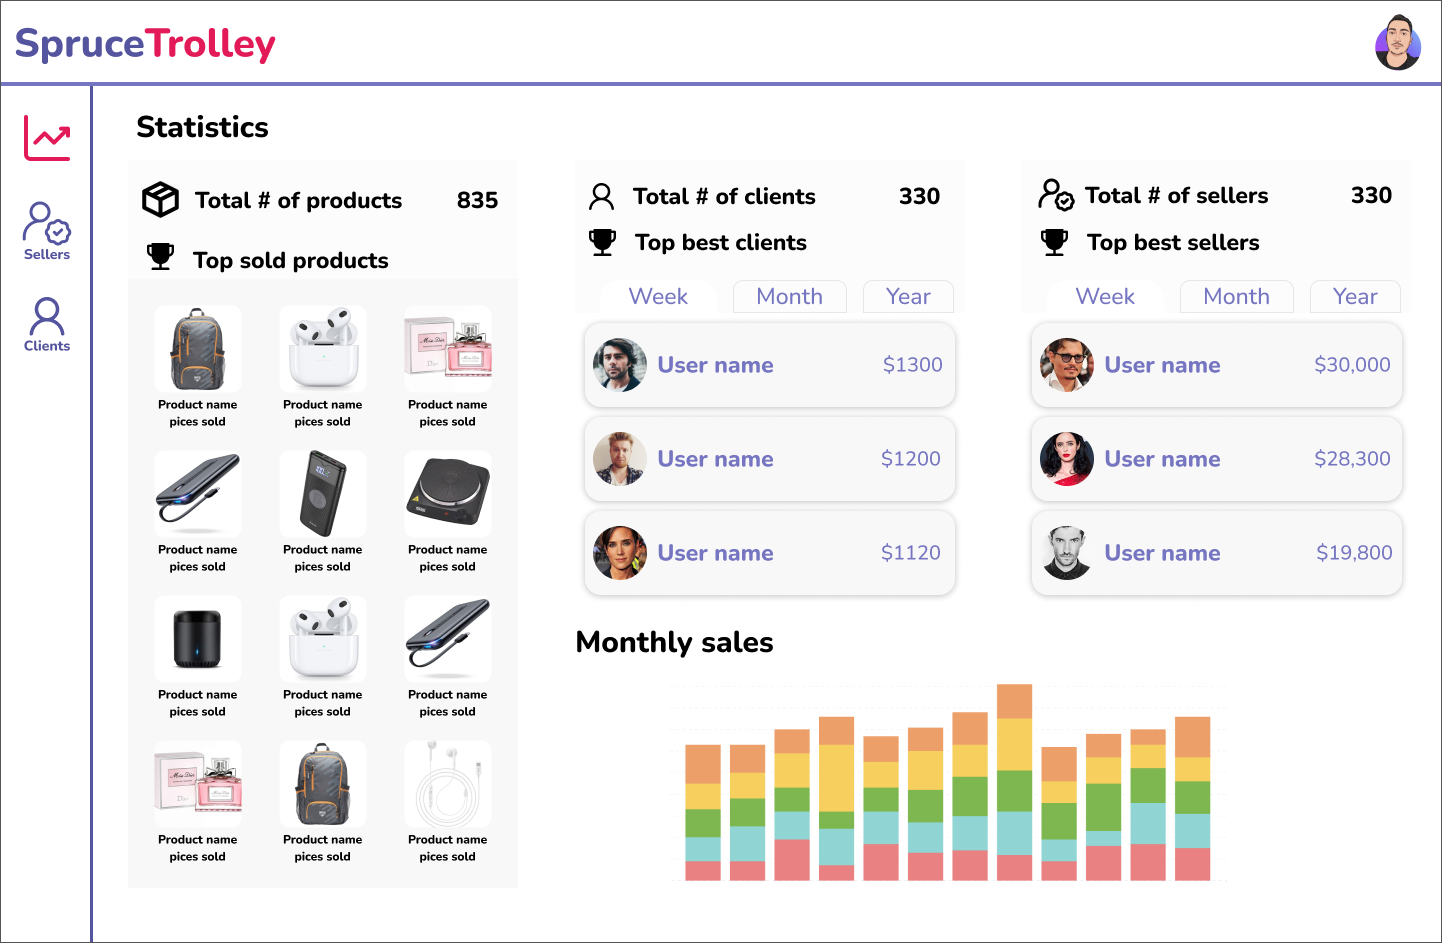 SpruceTrolley
Statistics
Sellers
Clients
Total # of products 835
Top sold products
Product name Product name Product name
pices sold pices sold pices sold
Product name Product name Product name
pices sold pices sold pices sold
Product name Product name Product name
pices sold pices sold pices sold
Product name Product name Product name
pices sold pices sold pices sold
Total # of clients 330
Top best clients
Week Month Year
User name $1300
User name $1200
User name $1120
Total # of sellers 330
Top best sellers
Week Month Year
User name $30,000
User name $28,300
User name $19,800
Monthly sales